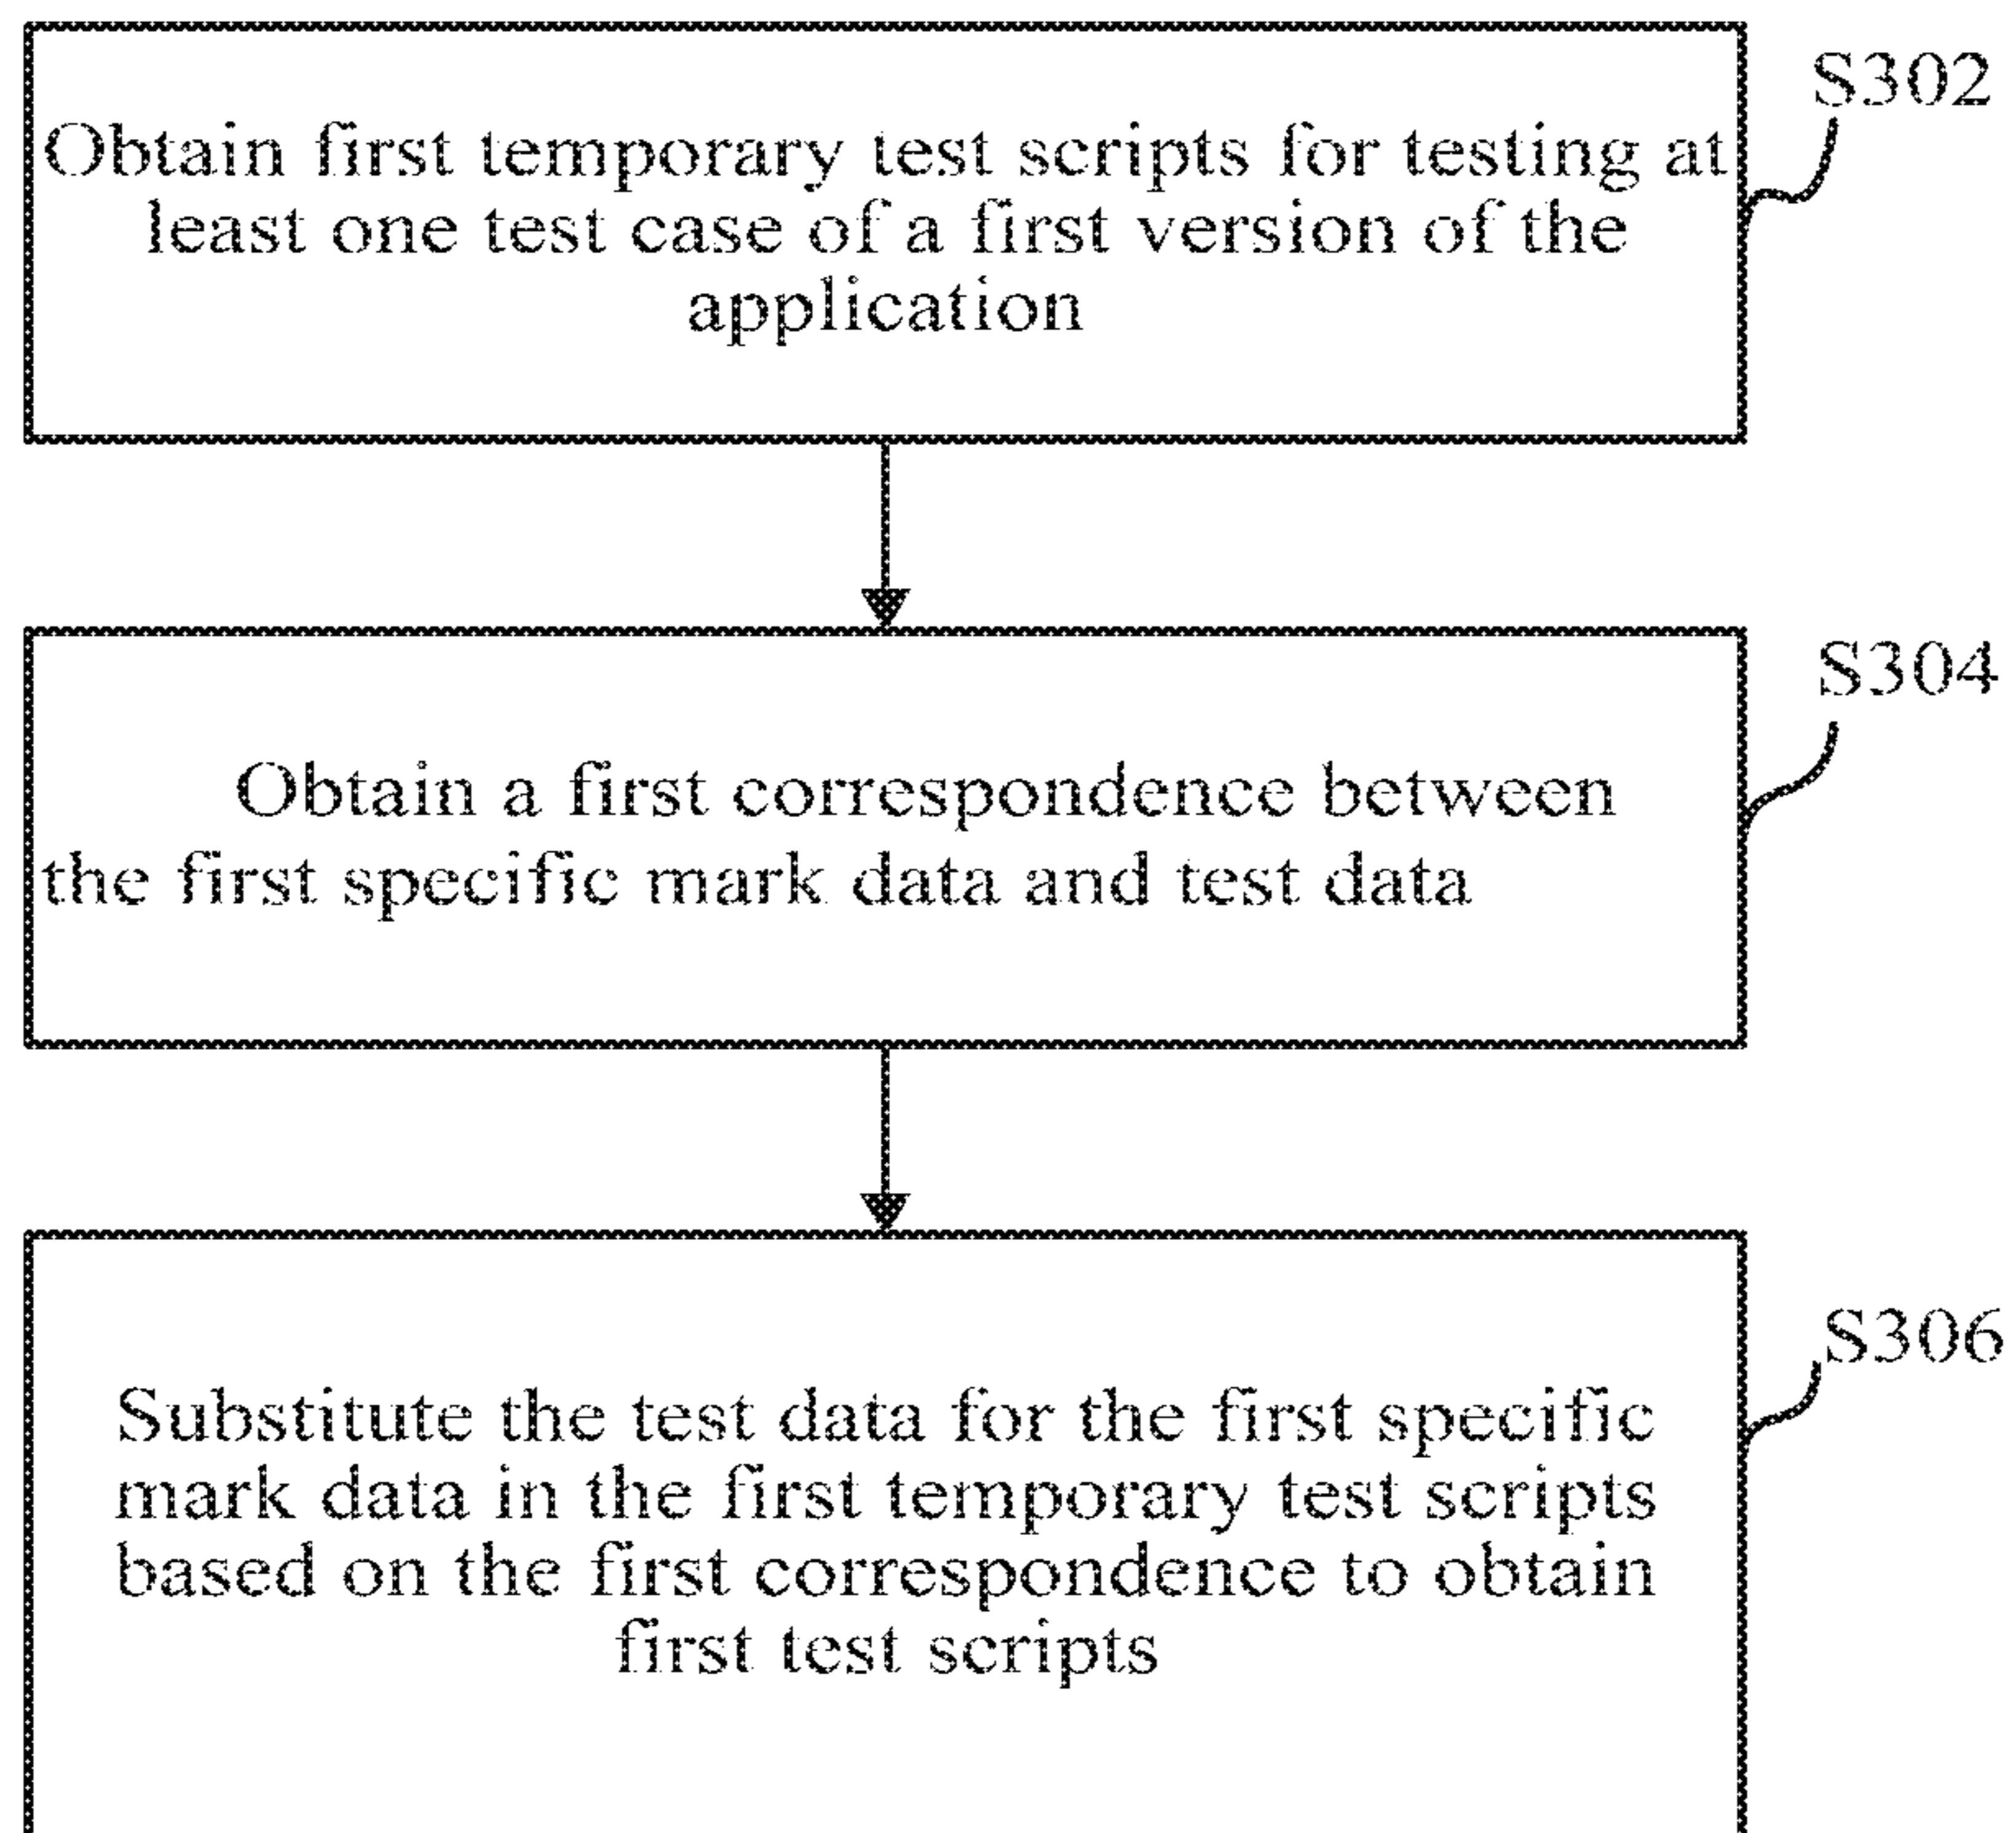 S302
Obtain first temporary test scripts for testing at
least one test case of a first version of the
application
S304
Obtain a first correspondence between
the first specific mark data and test data
S306
Substitute the test data for the first specific
mark data in the first temporary test scripts
based on the first correspondence to obtain
first test scripts